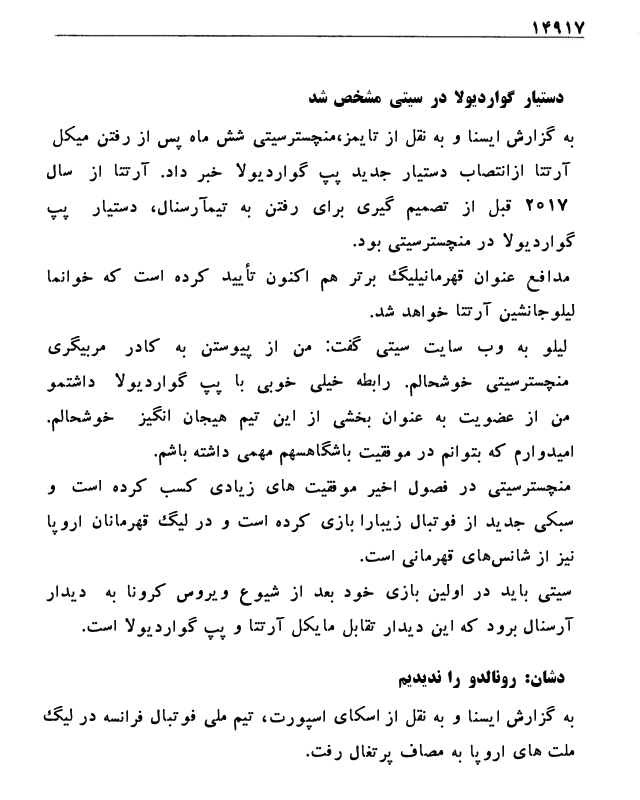 ۱۴۹۱۷
دستیار گواردیولا در سیتی مشخص شد
به گزارش ایسنا و به نقل از تایمز،منچسترسیتی شش ماه پس از رفتن میکل
آرتتا ازانتصاب دستیار جدید پپ گواردیولا خبر داد. آرتتا از سال
۲۰۱۷ قبل از تصمیم گیری برای رفتن به تیمآرسنال، دستیار پپ
گواردیولا در منچسترسیتی بود.
مدافع عنوان قهرمانیلیگ برتر هم اکنون تأیید کرده است که خوانما
لیلوجانشین آرتتا خواهد شد.
لیلو به وب سایت سیتی گفت: من از پیوستن به کادر مربیگری
منچسترسیتی خوشحالم. رابطه خیلی خوبی با پپ گواردیولا داشتمو
من از عضویت به عنوان بخشی از این تیم هیجان انگیز خوشحالم.
امیدوارم که بتوانم در موفقیت باشگاهسهم مهمی داشته باشم.
منچسترسیتی در فصول اخیر موفقیت های زیادی کسب کرده است و
سبکی جدید از فوتبال زیبارا بازی کرده است و در لیگ قهرمانان اروپا
نیز از شانس‌های قهرمانی است.
سیتی باید در اولین بازی خود بعد از شیوع ویروس کرونا به دیدار
آرسنال برود که این دیدار تقابل مایکل آرتتا و پپ گواردیولا است.
دشان: رونالدو را ندیدیم
به گزارش ایسنا و به نقل از اسکای اسپورت، تیم ملی فوتبال فرانسه در لیگ
ملت های اروپا به مصاف پرتغال رفت.